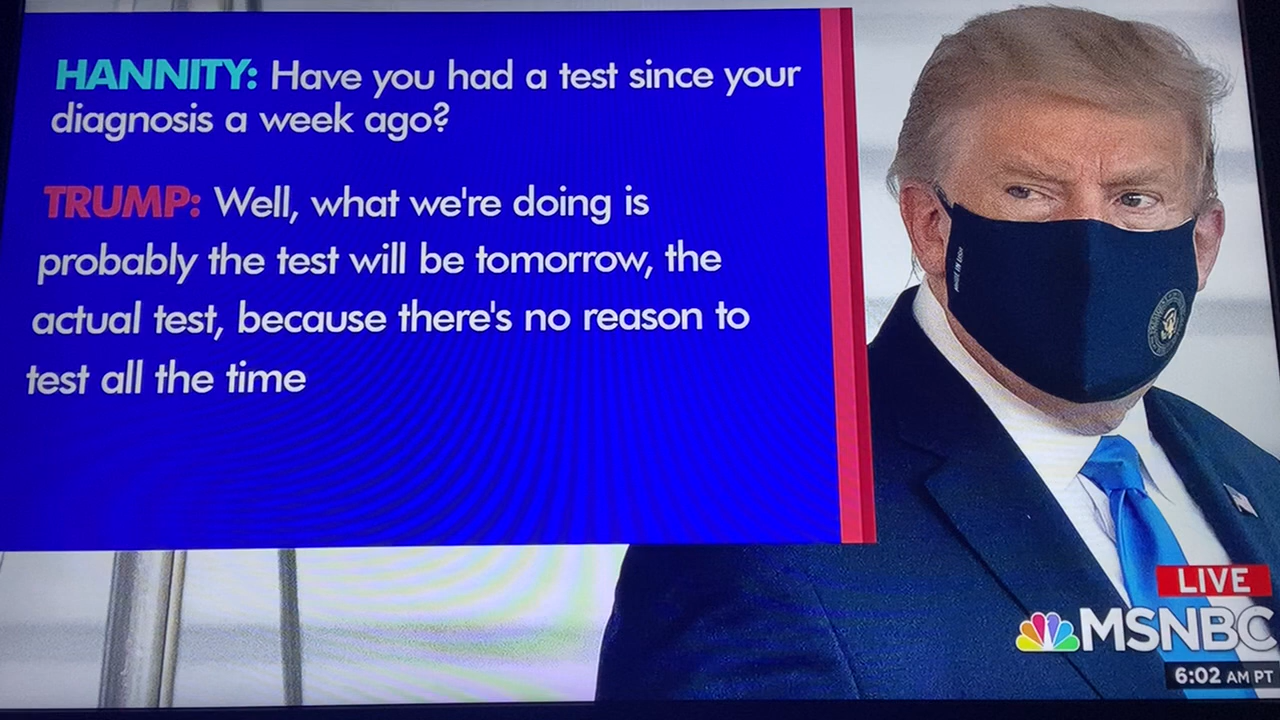 HANNITY: Have you had a test since your
diagnosis a week ago?
TRUMP: Well, what we're doing is
probably the test will be tomorrow, the
actual test, because there's no reason to
test all the time
LIVE
MSNBC
6:02 AM PT